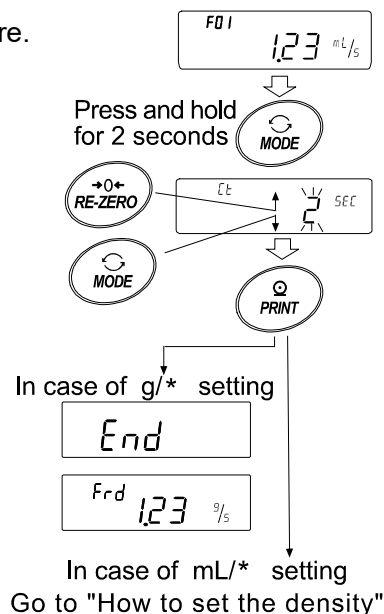 re.
F01
1.23 mL/s
Press and hold
for 2 seconds
MODE
→0←
RE-ZERO
Ct 2 SEC
MODE
PRINT
In case of g/* setting
End
Frd
1.23 g/s
In case of mL/* setting
Go to "How to set the density"